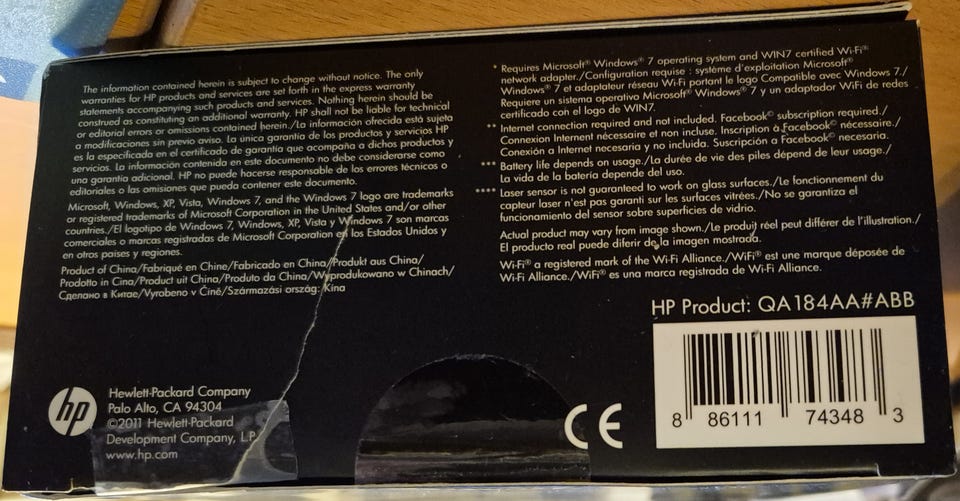 The information contained herein is subject to change without notice. The only
warranties for HP products and services are set forth in the express warranty
statements accompanying such products and services. Nothing herein should be
construed as constituting an additional warranty. HP shall not be liable for technical
or editorial errors or omissions contained herein./La información ofrecida está sujeta
a modificaciones sin previo aviso. La única garantía de los productos y servicios HP
es la especificada en el certificado de garantía que acompaña a dichos productos y
servicios. La información contenida en este documento no debe considerarse como
una garantía adicional. HP no puede hacerse responsable de los errores técnicos o
editoriales o las omisiones que pueda contener este documento.
Microsoft, Windows, XP, Vista, Windows 7, and the Windows 7 logo are trademarks
or registered trademarks of Microsoft Corporation in the United States and/or other
countries./El logotipo de Windows 7, Windows, XP, Vista y Windows 7 son marcas
comerciales o marcas registradas de Microsoft Corporation en los Estados Unidos y
en otros países y regiones.
Product of China/Fabriqué en Chine/Fabricado en China/Produkt aus China/
Prodotto in Cina/Product uit China/Produto da China/Wyprodukowano w Chinach/
Сделано в Китае/Vyrobeno v Číně/Származási ország: Kína
* Requires Microsoft® Windows® 7 operating system and WIN7 certified Wi-Fi®
network adapter./Configuration requise : système d'exploitation Microsoft®
Windows® 7 et adaptateur réseau Wi-Fi portant le logo Compatible avec Windows 7./
Requiere un sistema operativo Microsoft® Windows® 7 y un adaptador WiFi de redes
certificado con el logo de WIN7.
** Internet connection required and not included. Facebook© subscription required./
Connexion Internet nécessaire et non incluse. Inscription à Facebook© nécessaire./
Conexión a Internet necesaria y no incluida. Suscripción a Facebook© necesaria.
*** Battery life depends on usage./La durée de vie des piles dépend de leur usage./
La vida de la batería depende del uso.
**** Laser sensor is not guaranteed to work on glass surfaces./Le fonctionnement du
capteur laser n'est pas garanti sur les surfaces vitrées./No se garantiza el
funcionamiento del sensor sobre superficies de vidrio.
Actual product may vary from image shown./Le produit réel peut différer de l'illustration./
El producto real puede diferir de la imagen mostrada.
Wi-Fi® a registered mark of the Wi-Fi Alliance./WiFi® est une marque déposée de
Wi-Fi Alliance./WiFi® es una marca registrada de Wi-Fi Alliance.
HP Product: QA184AA#ABB
8 86111 74348 3
CE
hp
Hewlett-Packard Company
Palo Alto, CA 94304
©2011 Hewlett-Packard
Development Company, L.P.
www.hp.com